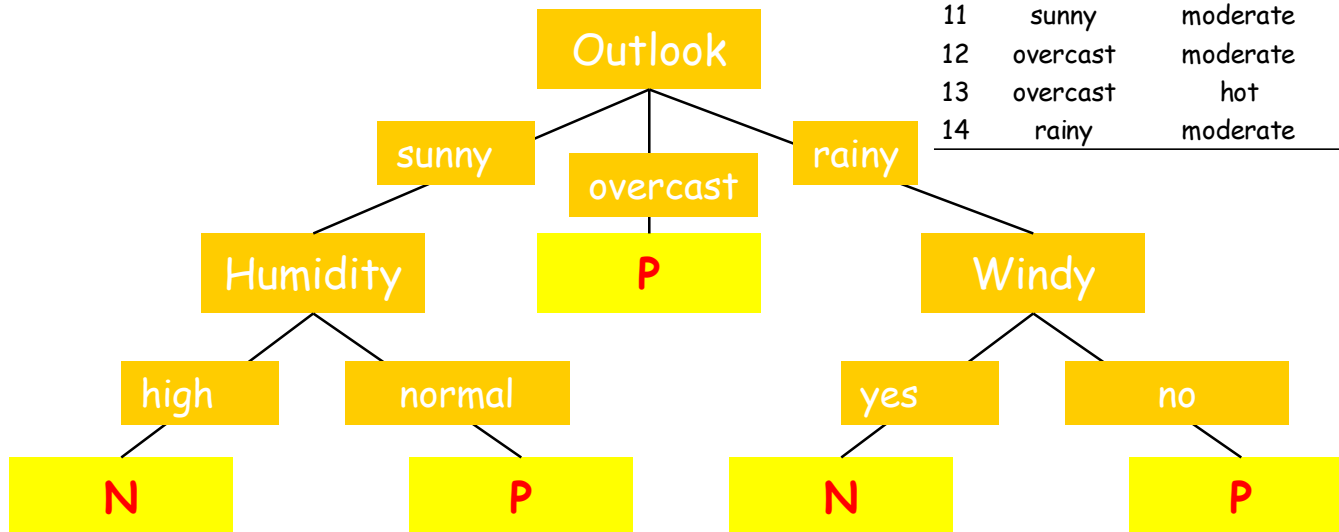 11 sunny moderate
12 overcast moderate
13 overcast hot
14 rainy moderate
Outlook
sunny
overcast
rainy
Humidity
P
Windy
high
normal
yes
no
N
P
N
P